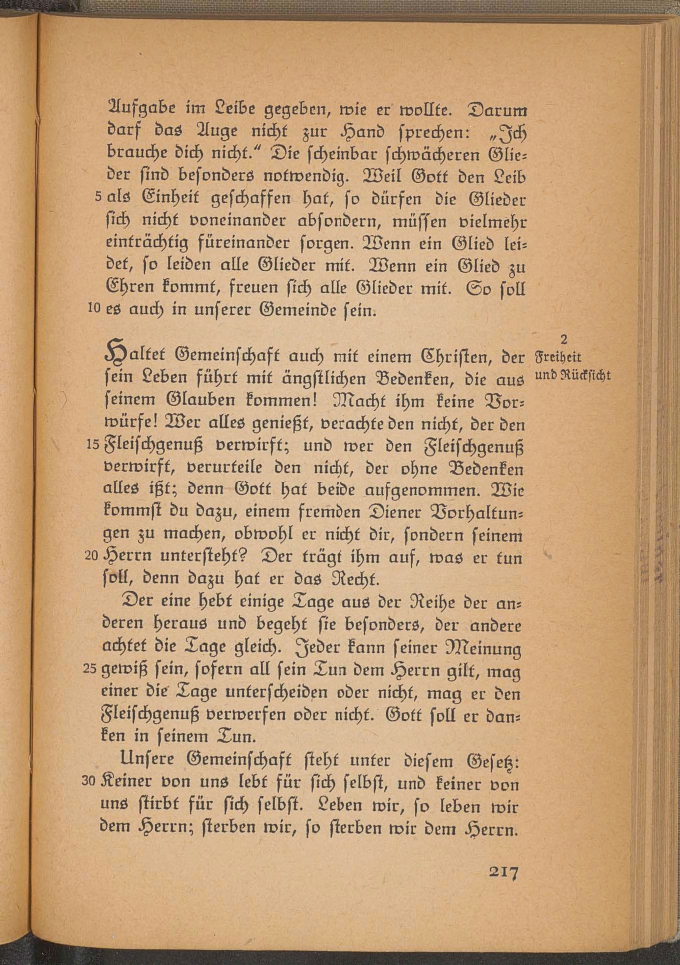 Aufgabe im Leibe gegeben, wie er wollte. Darum
darf das Auge nicht zur Hand sprechen: „Ich
brauche dich nicht.“ Die scheinbar schwächeren Glie-
der sind besonders notwendig. Weil Gott den Leib
5 als Einheit geschaffen hat, so dürfen die Glieder
sich nicht voneinander absondern, müssen vielmehr
einträchtig füreinander sorgen. Wenn ein Glied lei-
det, so leiden alle Glieder mit. Wenn ein Glied zu
Ehren kommt, freuen sich alle Glieder mit. So soll
10 es auch in unserer Gemeinde sein.
2
Freiheit
und Rücksicht
Haltet Gemeinschaft auch mit einem Christen, der
sein Leben führt mit ängstlichen Bedenken, die aus
seinem Glauben kommen! Macht ihm keine Vor-
würfe! Wer alles genießt, verachte den nicht, der den
15 Fleischgenuß verwirft; und wer den Fleischgenuß
verwirft, verurteile den nicht, der ohne Bedenken
alles ißt; denn Gott hat beide aufgenommen. Wie
kommst du dazu, einem fremden Diener Vorhaltun-
gen zu machen, obwohl er nicht dir, sondern seinem
20 Herrn untersteht? Der trägt ihm auf, was er tun
soll, denn dazu hat er das Recht.
Der eine hebt einige Tage aus der Reihe der an-
deren heraus und begeht sie besonders, der andere
achtet die Tage gleich. Jeder kann seiner Meinung
25 gewiß sein, sofern all sein Tun dem Herrn gilt, mag
einer die Tage unterscheiden oder nicht, mag er den
Fleischgenuß verwerfen oder nicht. Gott soll er dan-
ken in seinem Tun.
Unsere Gemeinschaft steht unter diesem Gesetz:
30 Keiner von uns lebt für sich selbst, und keiner von
uns stirbt für sich selbst. Leben wir, so leben wir
dem Herrn; sterben wir, so sterben wir dem Herrn.
217